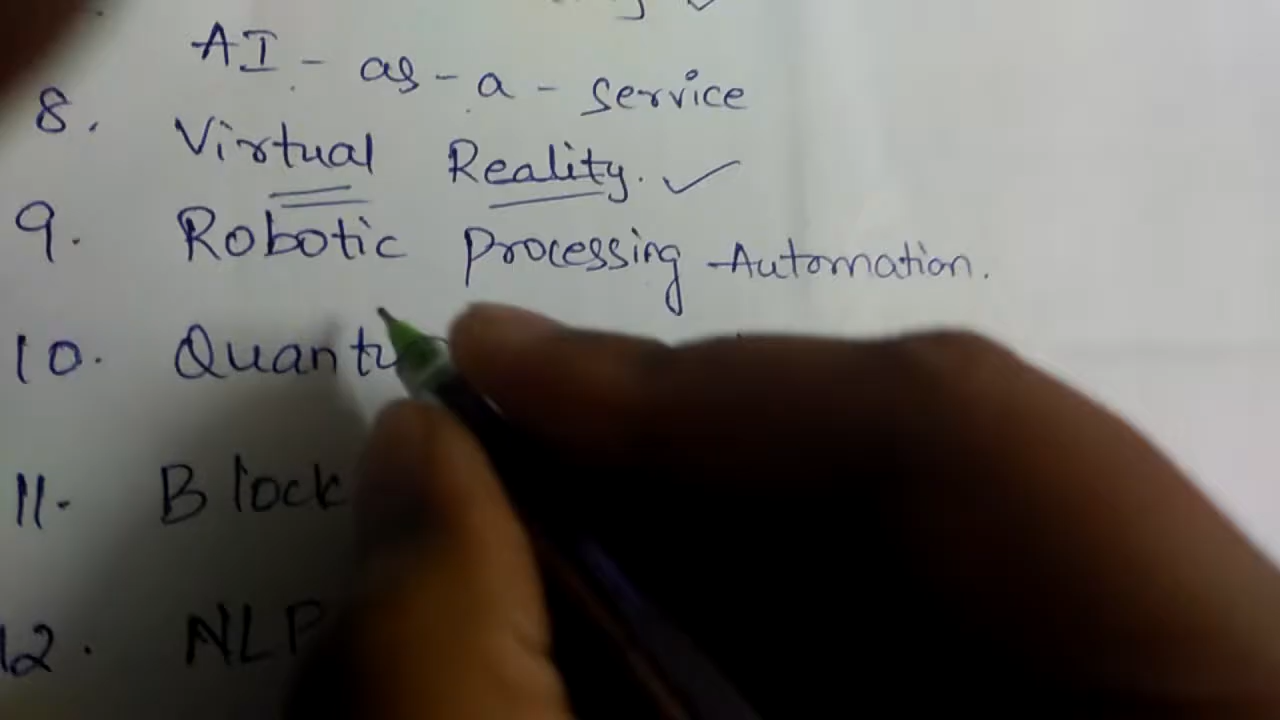 AI - as - a - service
8. Virtual Reality. ✓
9. Robotic Processing Automation.
10. Quantu
11. Block
12. NLP